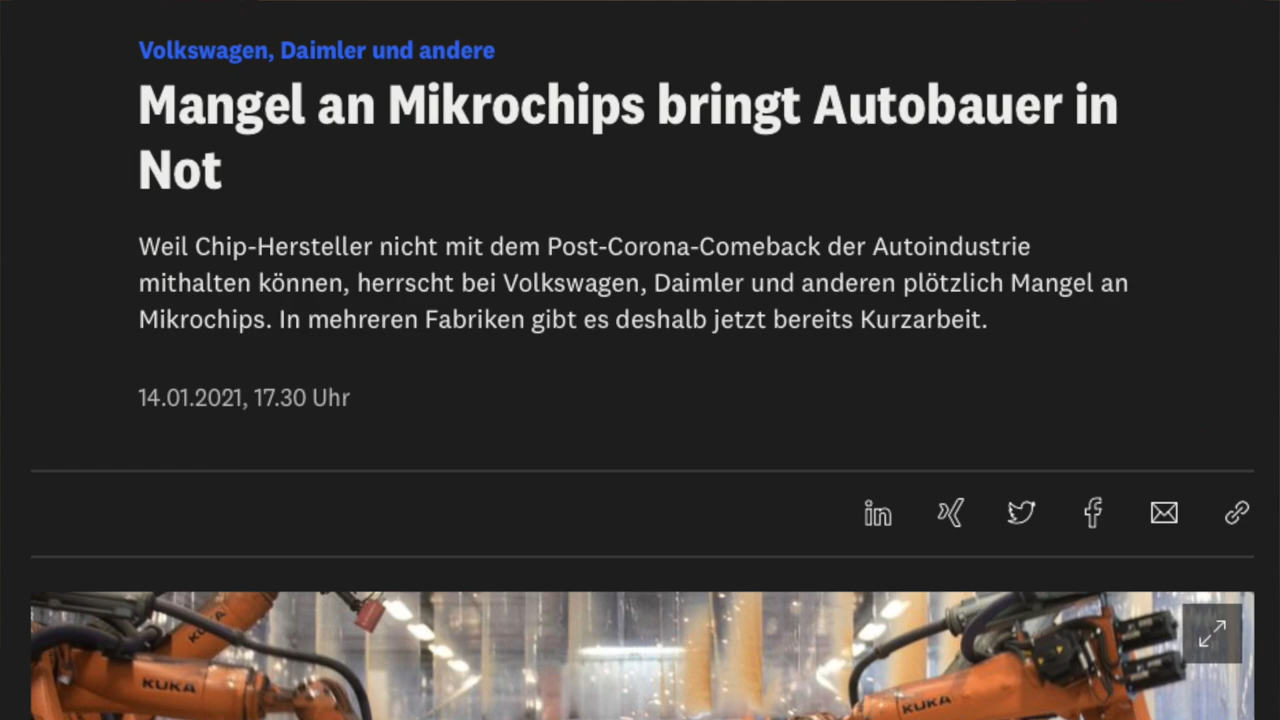 Volkswagen, Daimler und andere
Mangel an Mikrochips bringt Autobauer in
Not
Weil Chip-Hersteller nicht mit dem Post-Corona-Comeback der Autoindustrie
mithalten können, herrscht bei Volkswagen, Daimler und anderen plötzlich Mangel an
Mikrochips. In mehreren Fabriken gibt es deshalb jetzt bereits Kurzarbeit.
14.01.2021, 17.30 Uhr
in
KUKA
KUKA
KUKA